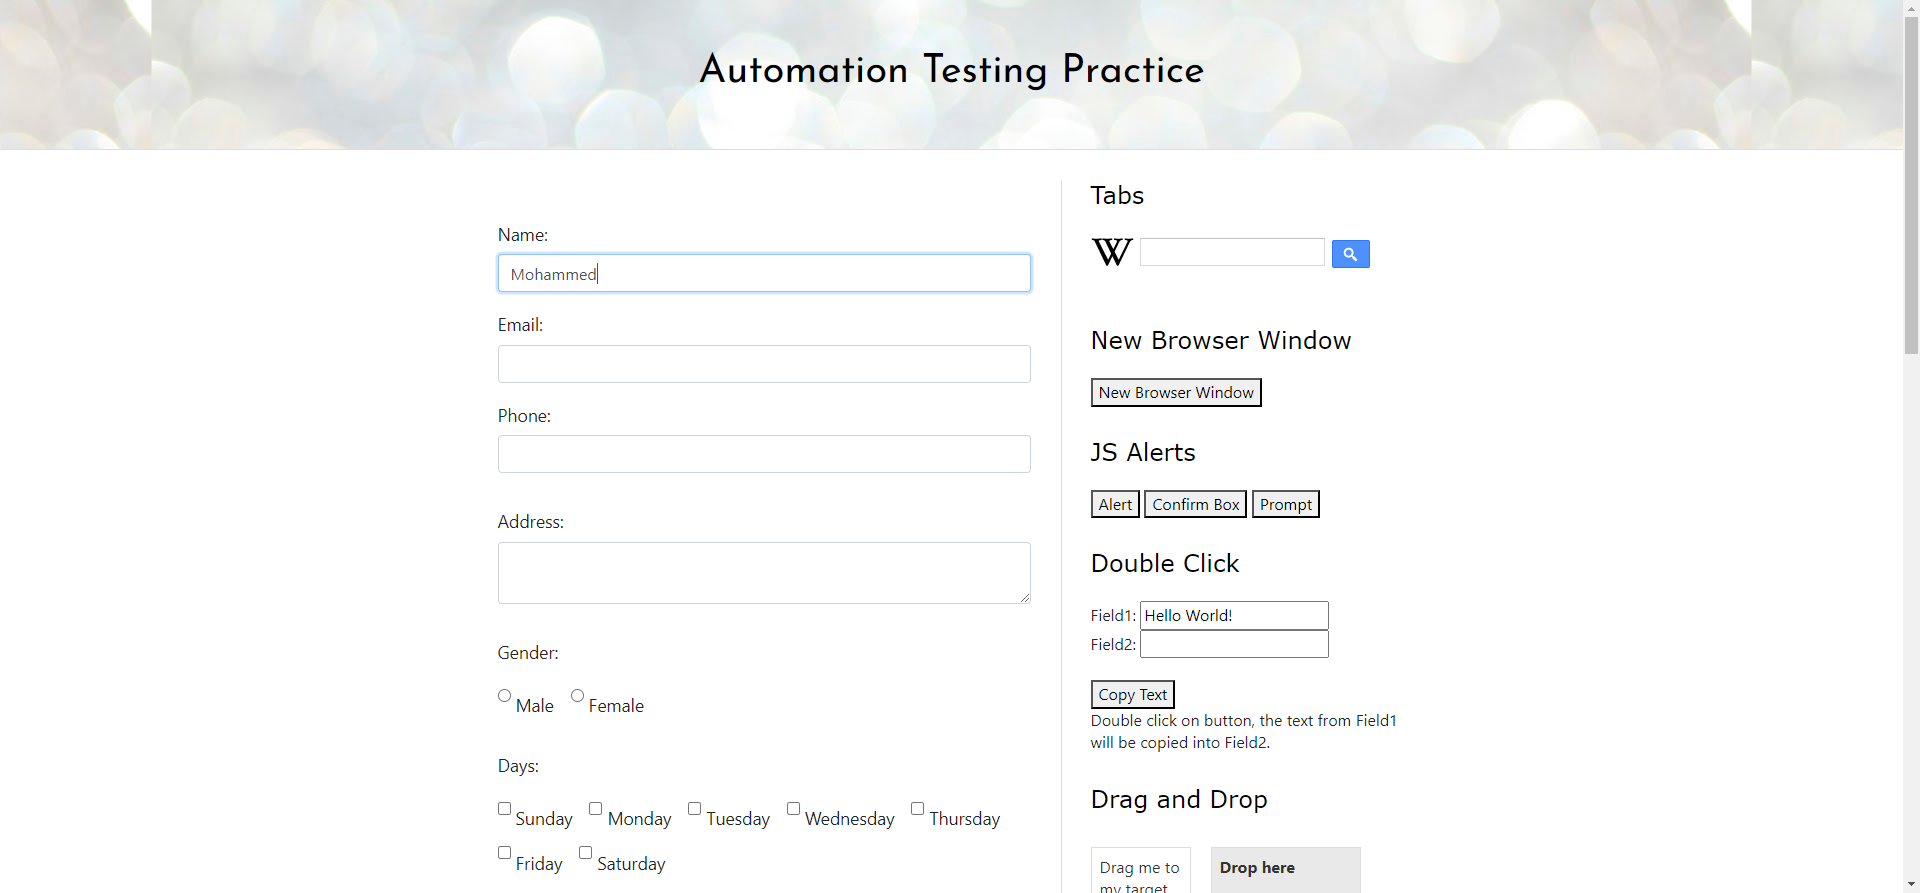 Automation Testing Practice
Name:
Mohammed
Email:
Phone:
Address:
Gender:
Male Female
Days:
Sunday Monday Tuesday Wednesday Thursday
Friday Saturday
Tabs
W
New Browser Window
New Browser Window
JS Alerts
Alert Confirm Box Prompt
Double Click
Field1: Hello World!
Field2:
Copy Text
Double click on button, the text from Field1
will be copied into Field2.
Drag and Drop
Drag me to
my target
Drop here